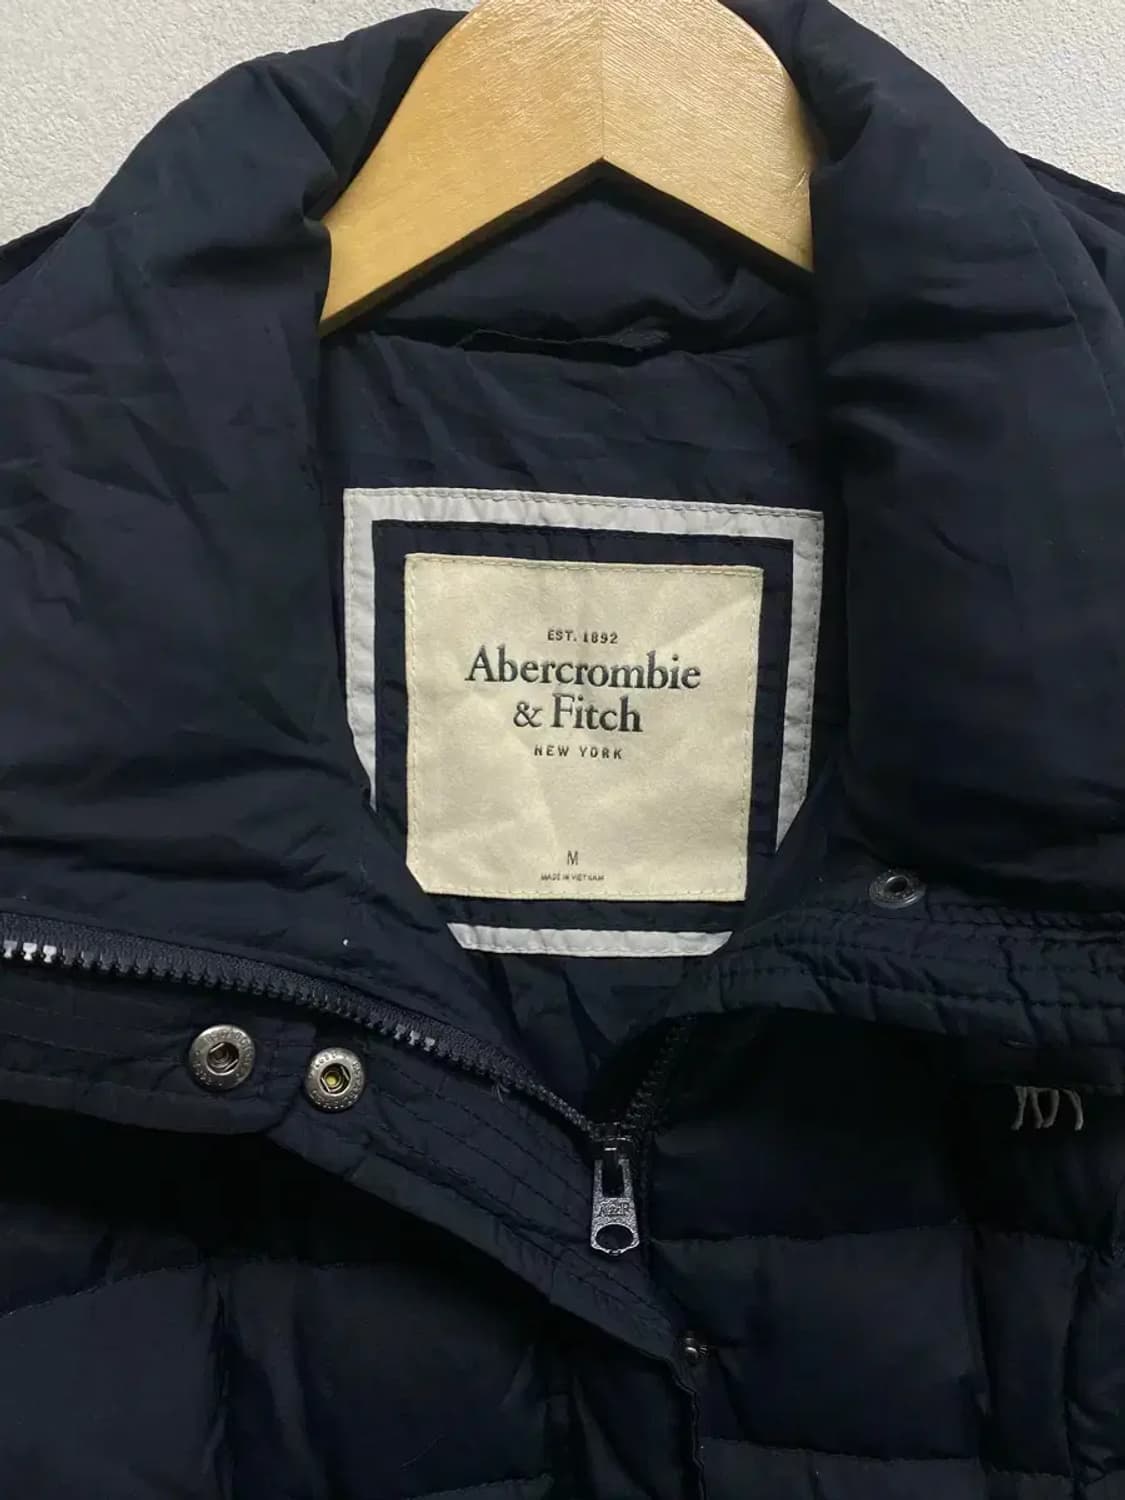 EST. 1892
Abercrombie
& Fitch
NEW YORK
M
MADE IN VIETNAM